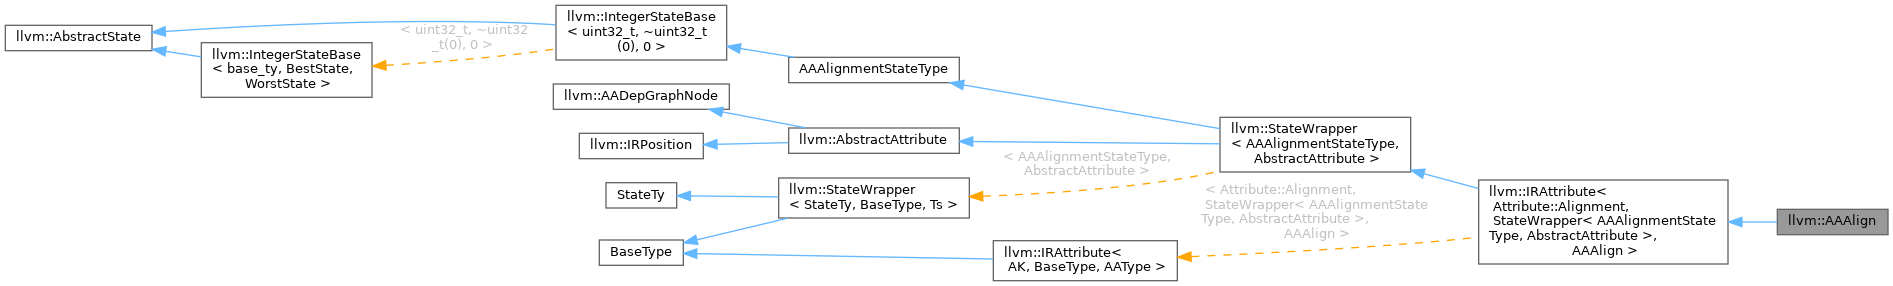 llvm::AbstractState
llvm::IntegerStateBase
< base_ty, BestState,
WorstState >
< uint32_t, ~uint32
_t(0), 0 >
llvm::IntegerStateBase
< uint32_t, ~uint32_t
(0), 0 >
llvm::AADepGraphNode
llvm::IRPosition
StateTy
BaseType
AAAlignmentStateType
llvm::AbstractAttribute
llvm::StateWrapper
< StateTy, BaseType, Ts >
< AAAlignmentStateType,
AbstractAttribute >
llvm::IRAttribute<
AK, BaseType, AAType >
llvm::StateWrapper
< AAAlignmentStateType,
AbstractAttribute >
< Attribute::Alignment,
StateWrapper< AAAlignmentState
Type, AbstractAttribute >,
AAAlign >
llvm::IRAttribute<
Attribute::Alignment,
StateWrapper< AAAlignmentState
Type, AbstractAttribute >,
AAAlign >
llvm::AAAlign